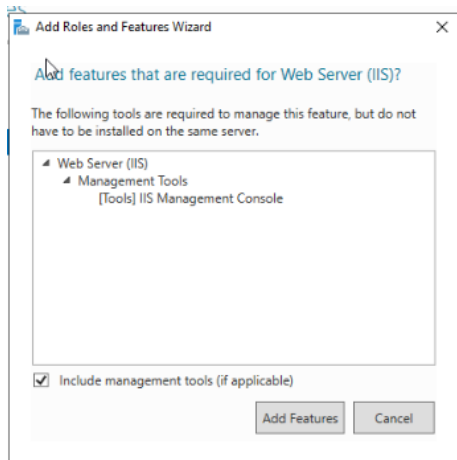 Add Roles and Features Wizard
Add features that are required for Web Server (IIS)?
The following tools are required to manage this feature, but do not
have to be installed on the same server.
Web Server (IIS)
Management Tools
[Tools] IIS Management Console
Include management tools (if applicable)
Add Features
Cancel